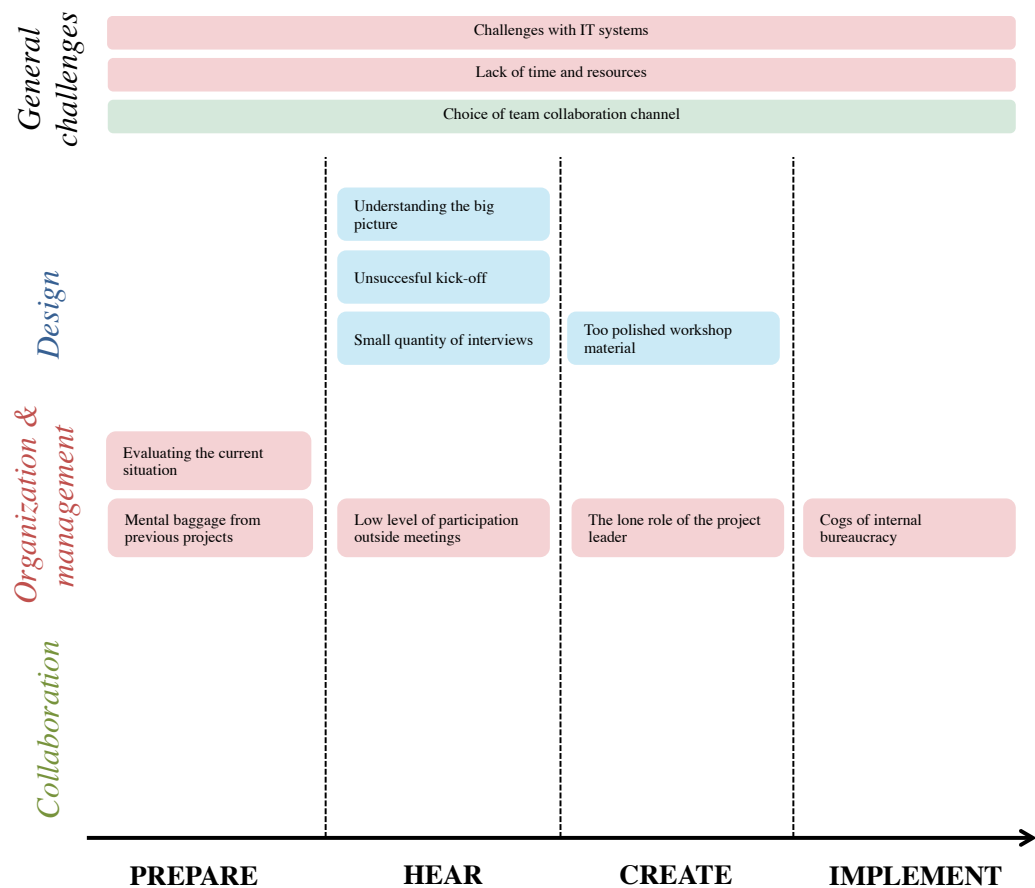 General
challenges
Challenges with IT systems
Lack of time and resources
Choice of team collaboration channel
Design
Understanding the big
picture
Unsuccesful kick-off
Small quantity of interviews
Too polished workshop
material
Organization &
management
Evaluating the current
situation
Mental baggage from
previous projects
Low level of participation
outside meetings
The lone role of the project
leader
Cogs of internal
bureaucracy
Collaboration
PREPARE
HEAR
CREATE
IMPLEMENT